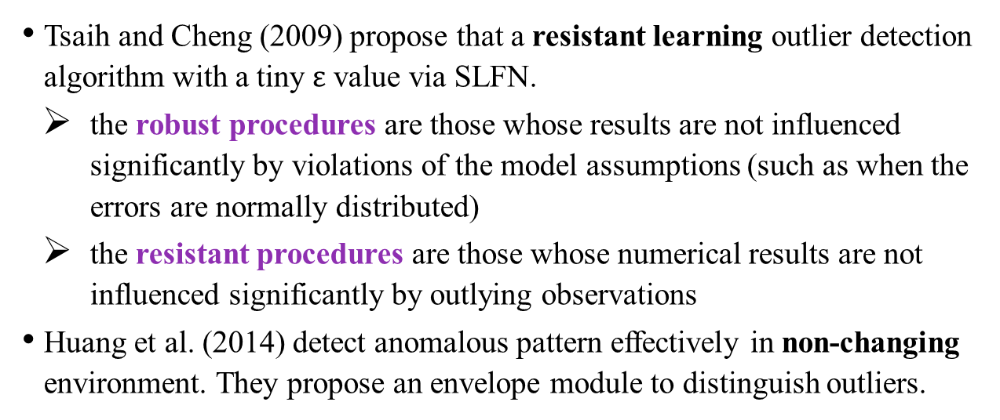 • Tsaih and Cheng (2009) propose that a resistant learning outlier detection
algorithm with a tiny ε value via SLFN.
➢ the robust procedures are those whose results are not influenced
significantly by violations of the model assumptions (such as when the
errors are normally distributed)
➢ the resistant procedures are those whose numerical results are not
influenced significantly by outlying observations
• Huang et al. (2014) detect anomalous pattern effectively in non-changing
environment. They propose an envelope module to distinguish outliers.